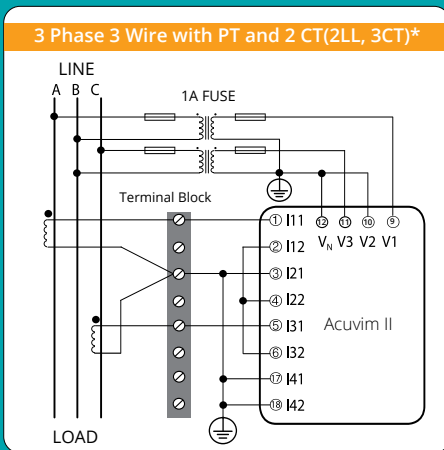 3 Phase 3 Wire with PT and 2 CT(2LL, 3CT)*
LINE
A B C
1A FUSE
Terminal Block
12 11 10 9
VN V3 V2 V1
1 I11
2 I12
3 I21
4 I22
5 I31
6 I32
17 I41
18 I42
Acuvim II
LOAD